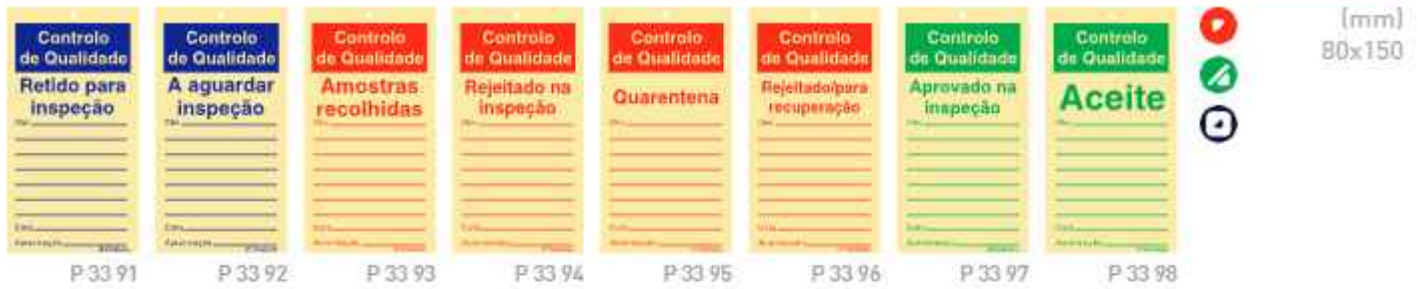 Controlo
de Qualidade
Retido para
inspeção
Controlo
de Qualidade
A aguardar
inspeção
Controlo
de Qualidade
Amostras
recolhidas
Controlo
de Qualidade
Rejeitado na
inspeção
Controlo
de Qualidade
Quarentena
Controlo
de Qualidade
Rejeitado/para
recuperação
Controlo
de Qualidade
Aprovado na
inspeção
Controlo
de Qualidade
Aceite
P 33 91
P 33 92
P 33 93
P 33 94
P 33 95
P 33 96
P 33 97
P 33 98
(mm)
80x150